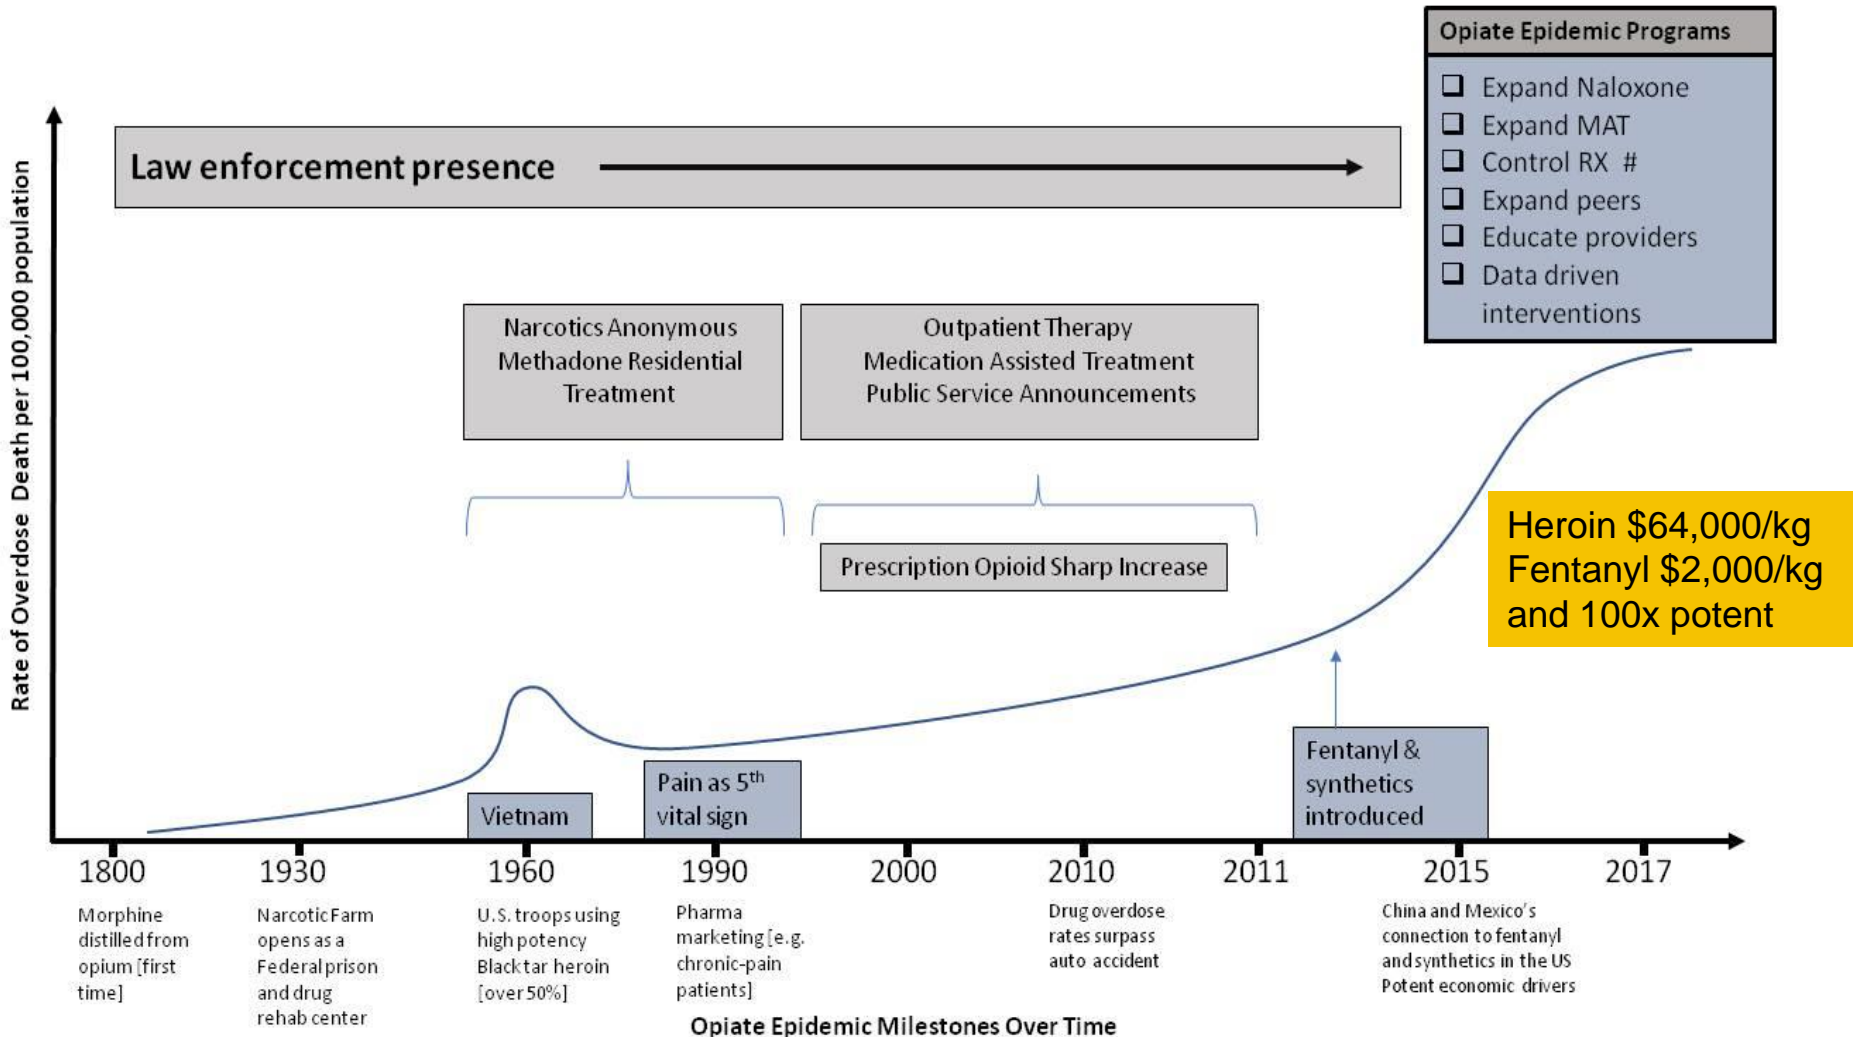 Opiate Epidemic Programs
❑ Expand Naloxone
❑ Expand MAT
❑ Control RX #
❑ Expand peers
❑ Educate providers
❑ Data driven
interventions
Rate of Overdose Death per 100,000 population
Law enforcement presence
Narcotics Anonymous
Methadone Residential
Treatment
Outpatient Therapy
Medication Assisted Treatment
Public Service Announcements
Prescription Opioid Sharp Increase
Heroin $64,000/kg
Fentanyl $2,000/kg
and 100x potent
Vietnam
Pain as 5th
vital sign
Fentanyl &
synthetics
introduced
1800
1930
1960
1990
2000
2010
2011
2015
2017
Morphine
distilled from
opium [first
time]
Narcotic Farm
opens as a
Federal prison
and drug
rehab center
U.S. troops using
high potency
Black tar heroin
[over 50%]
Pharma
marketing [e.g.
chronic-pain
patients]
Drug overdose
rates surpass
auto accident
China and Mexico's
connection to fentanyl
and synthetics in the US
Potent economic drivers
Opiate Epidemic Milestones Over Time